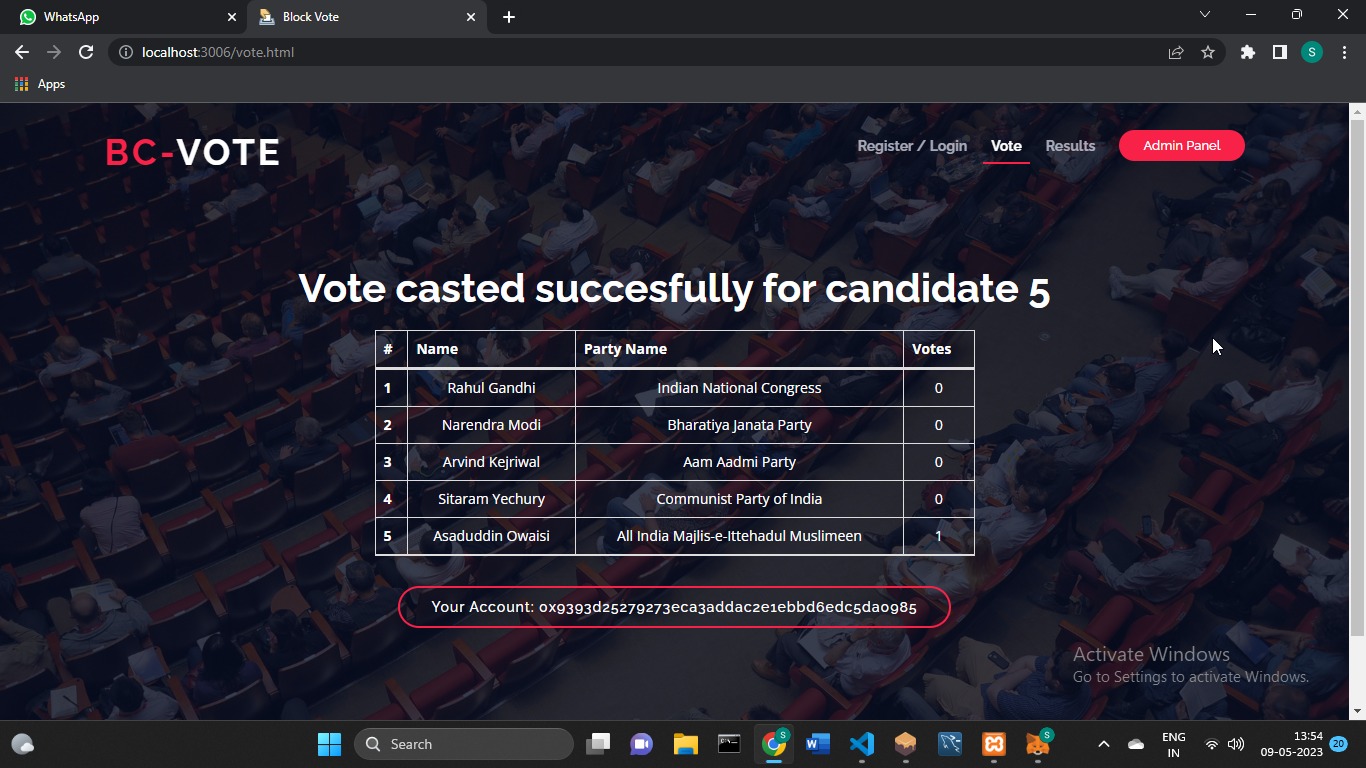 WhatsApp
Block Vote
localhost:3006/vote.html
S
Apps
BC-VOTE
Register / Login
Vote
Results
Admin Panel
Vote casted succesfully for candidate 5
# Name Party Name Votes
1 Rahul Gandhi Indian National Congress 0
2 Narendra Modi Bharatiya Janata Party 0
3 Arvind Kejriwal Aam Aadmi Party 0
4 Sitaram Yechury Communist Party of India 0
5 Asaduddin Owaisi All India Majlis-e-Ittehadul Muslimeen 1
Your Account: 0x9393d25279273eca3addac2e1ebbd6edc5da0985
Activate Windows
Go to Settings to activate Windows.
Search
S
S
ENG
IN
13:54
09-05-2023
20